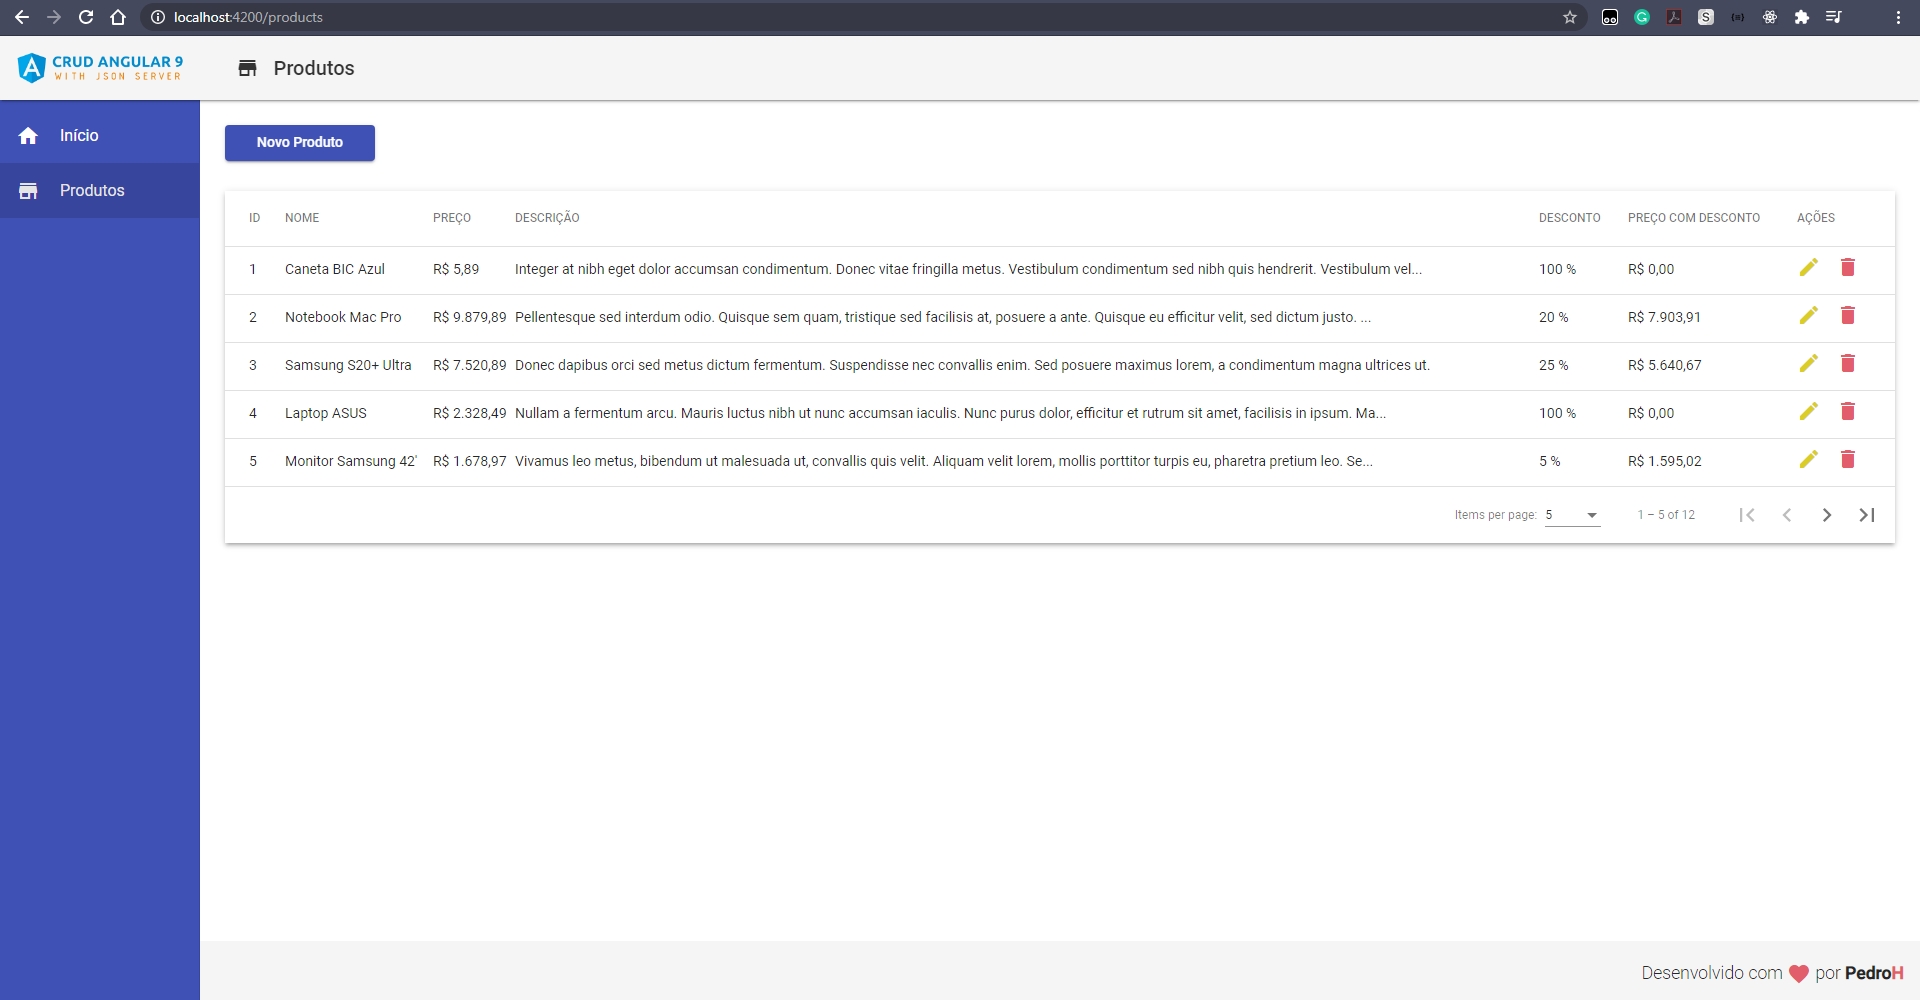 localhost:4200/products
CRUD ANGULAR 9
WITH JSON SERVER
Produtos
Início
Produtos
Novo Produto
ID NOME PREÇO DESCRIÇÃO DESCONTO PREÇO COM DESCONTO AÇÕES
1 Caneta BIC Azul R$ 5,89 Integer at nibh eget dolor accumsan condimentum. Donec vitae fringilla metus. Vestibulum condimentum sed nibh quis hendrerit. Vestibulum vel... 100 % R$ 0,00
2 Notebook Mac Pro R$ 9.879,89 Pellentesque sed interdum odio. Quisque sem quam, tristique sed facilisis at, posuere a ante. Quisque eu efficitur velit, sed dictum justo. ... 20 % R$ 7.903,91
3 Samsung S20+ Ultra R$ 7.520,89 Donec dapibus orci sed metus dictum fermentum. Suspendisse nec convallis enim. Sed posuere maximus lorem, a condimentum magna ultrices ut. 25 % R$ 5.640,67
4 Laptop ASUS R$ 2.328,49 Nullam a fermentum arcu. Mauris luctus nibh ut nunc accumsan iaculis. Nunc purus dolor, efficitur et rutrum sit amet, facilisis in ipsum. Ma... 100 % R$ 0,00
5 Monitor Samsung 42' R$ 1.678,97 Vivamus leo metus, bibendum ut malesuada ut, convallis quis velit. Aliquam velit lorem, mollis porttitor turpis eu, pharetra pretium leo. Se... 5 % R$ 1.595,02
Items per page: 5 1 – 5 of 12
Desenvolvido com por PedroH